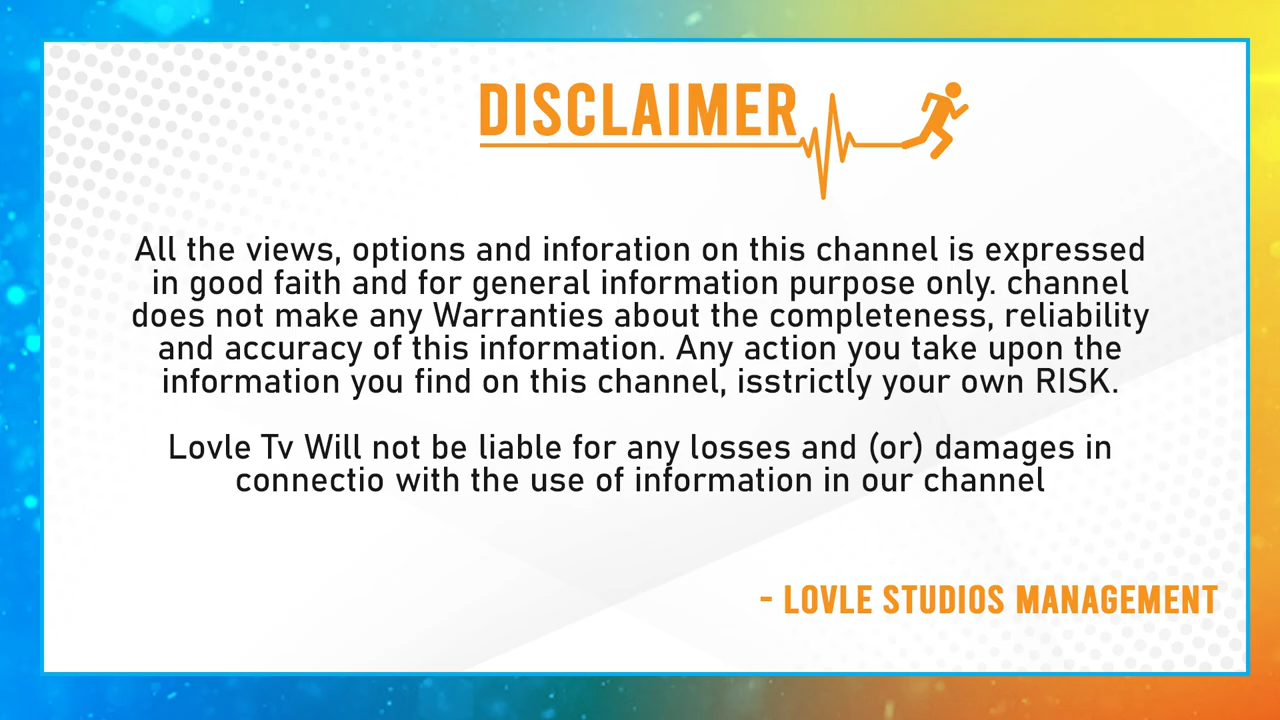 DISCLAIMER
All the views, options and inforation on this channel is expressed
in good faith and for general information purpose only. channel
does not make any Warranties about the completeness, reliability
and accuracy of this information. Any action you take upon the
information you find on this channel, isstrictly your own RISK.
Lovle Tv Will not be liable for any losses and (or) damages in
connectio with the use of information in our channel
- LOVLE STUDIOS MANAGEMENT